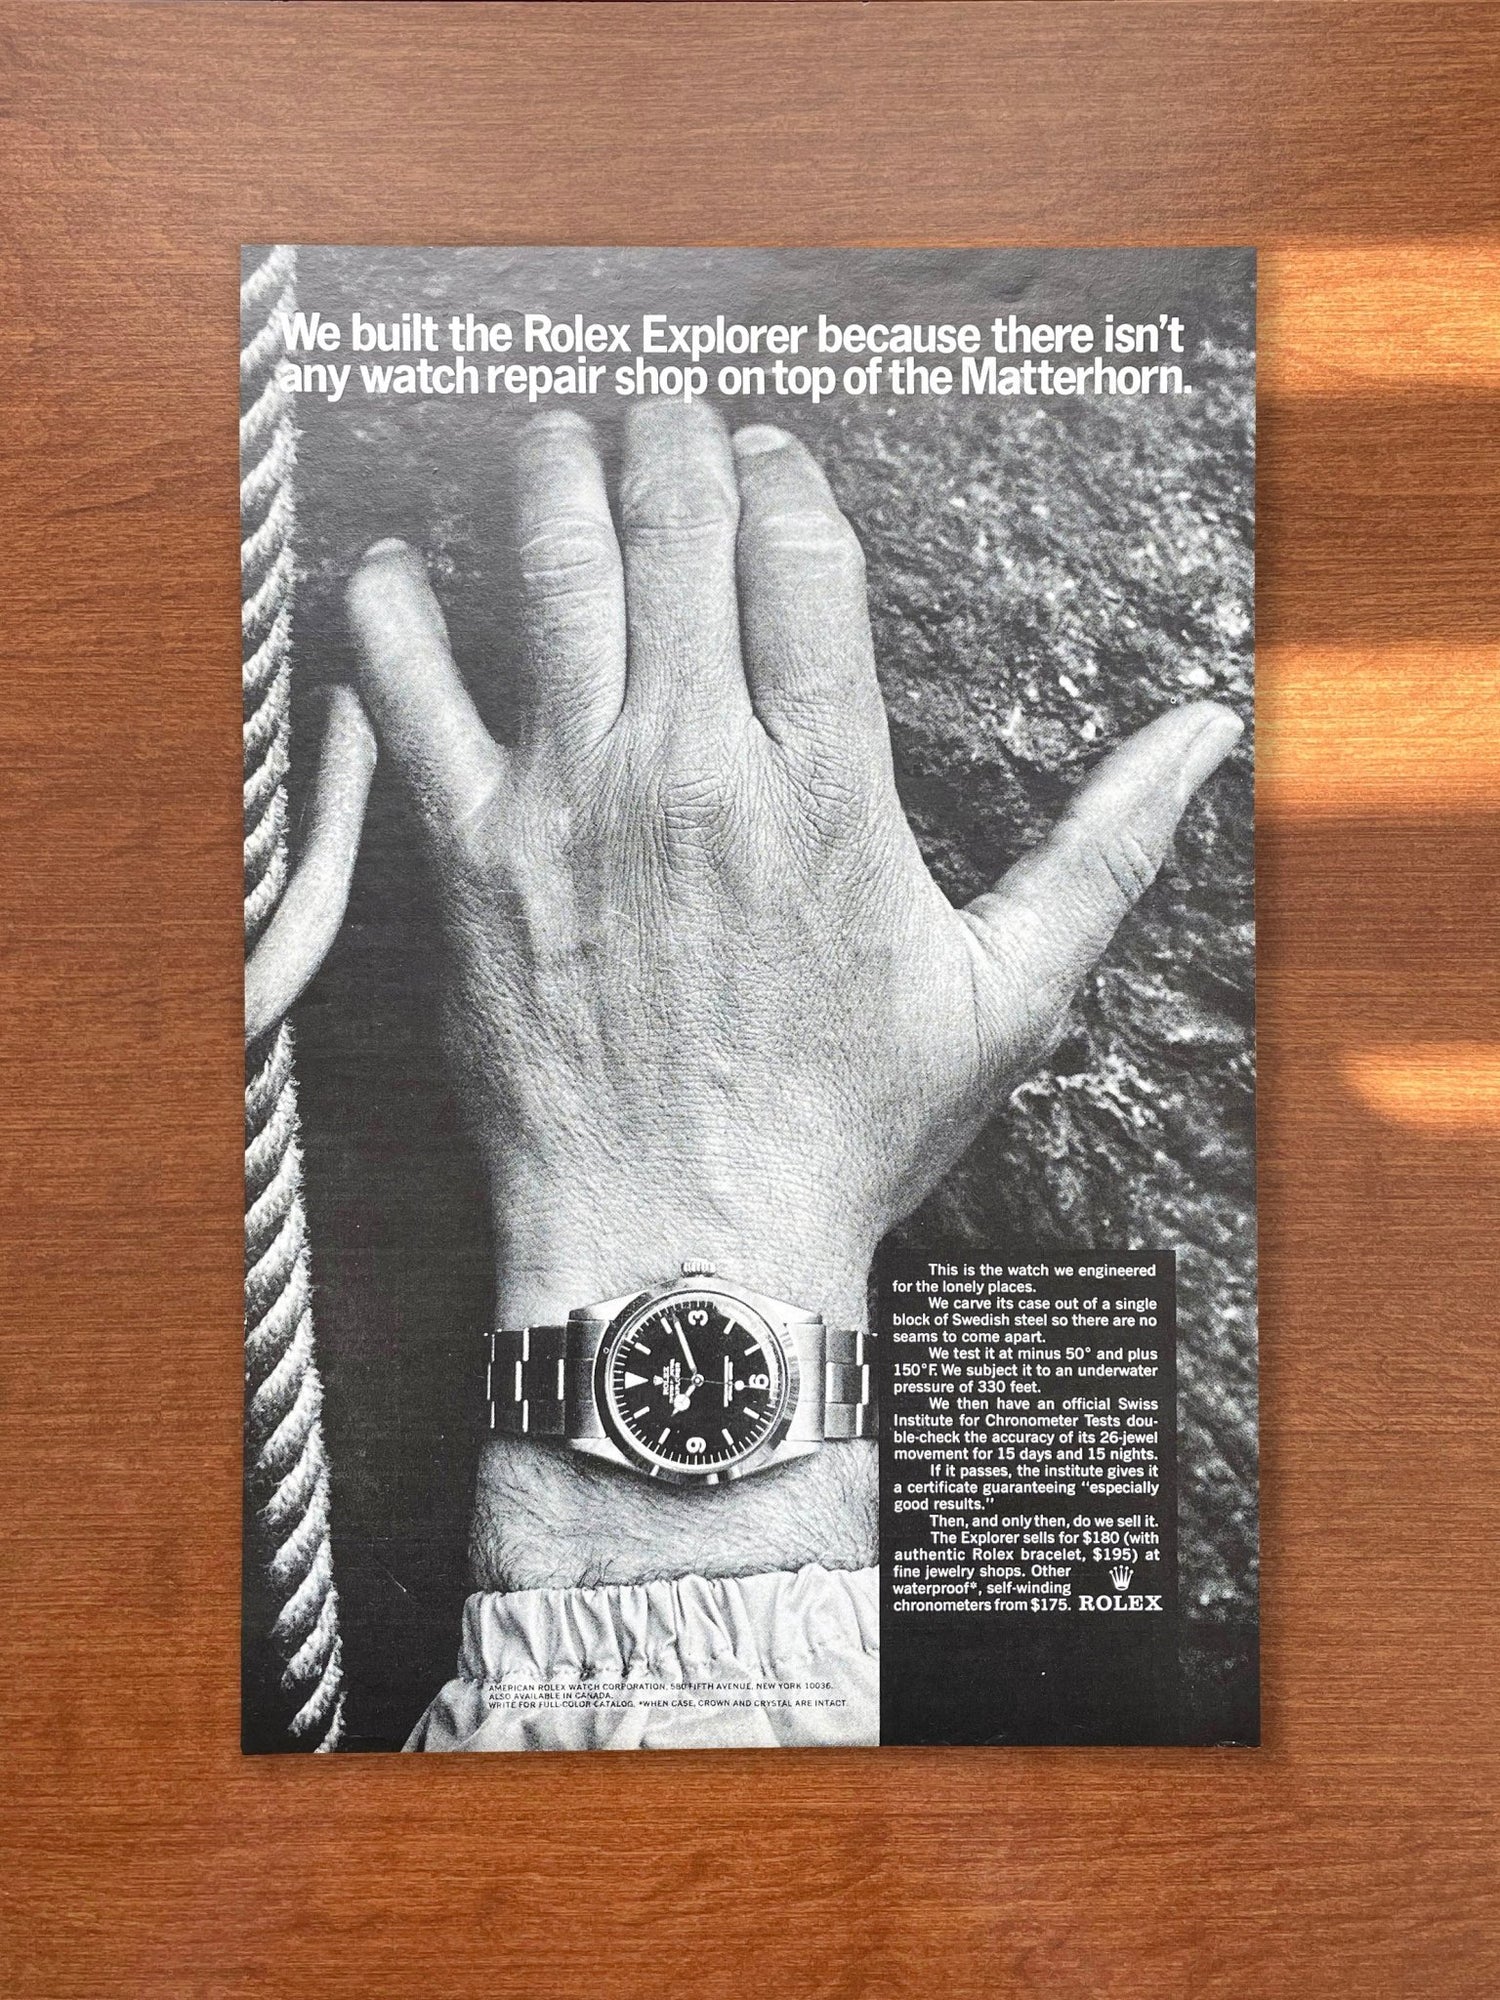 We built the Rolex Explorer because there isn't
any watch repair shop on top of the Matterhorn.
3
6
9
ROLEX
This is the watch we engineered
for the lonely places.
We carve its case out of a single
block of Swedish steel so there are no
seams to come apart.
We test it at minus 50° and plus
150°F. We subject it to an underwater
pressure of 330 feet.
We then have an official Swiss
Institute for Chronometer Tests dou-
ble-check the accuracy of its 26-jewel
movement for 15 days and 15 nights.
If it passes, the institute gives it
a certificate guaranteeing "especially
good results."
Then, and only then, do we sell it.
The Explorer sells for $180 (with
authentic Rolex bracelet, $195) at
fine jewelry shops. Other
waterproof*, self-winding
chronometers from $175. ROLEX
AMERICAN ROLEX WATCH CORPORATION, 580 FIFTH AVENUE, NEW YORK 10036.
ALSO AVAILABLE IN CANADA.
WRITE FOR FULL-COLOR CATALOG. *WHEN CASE, CROWN AND CRYSTAL ARE INTACT.